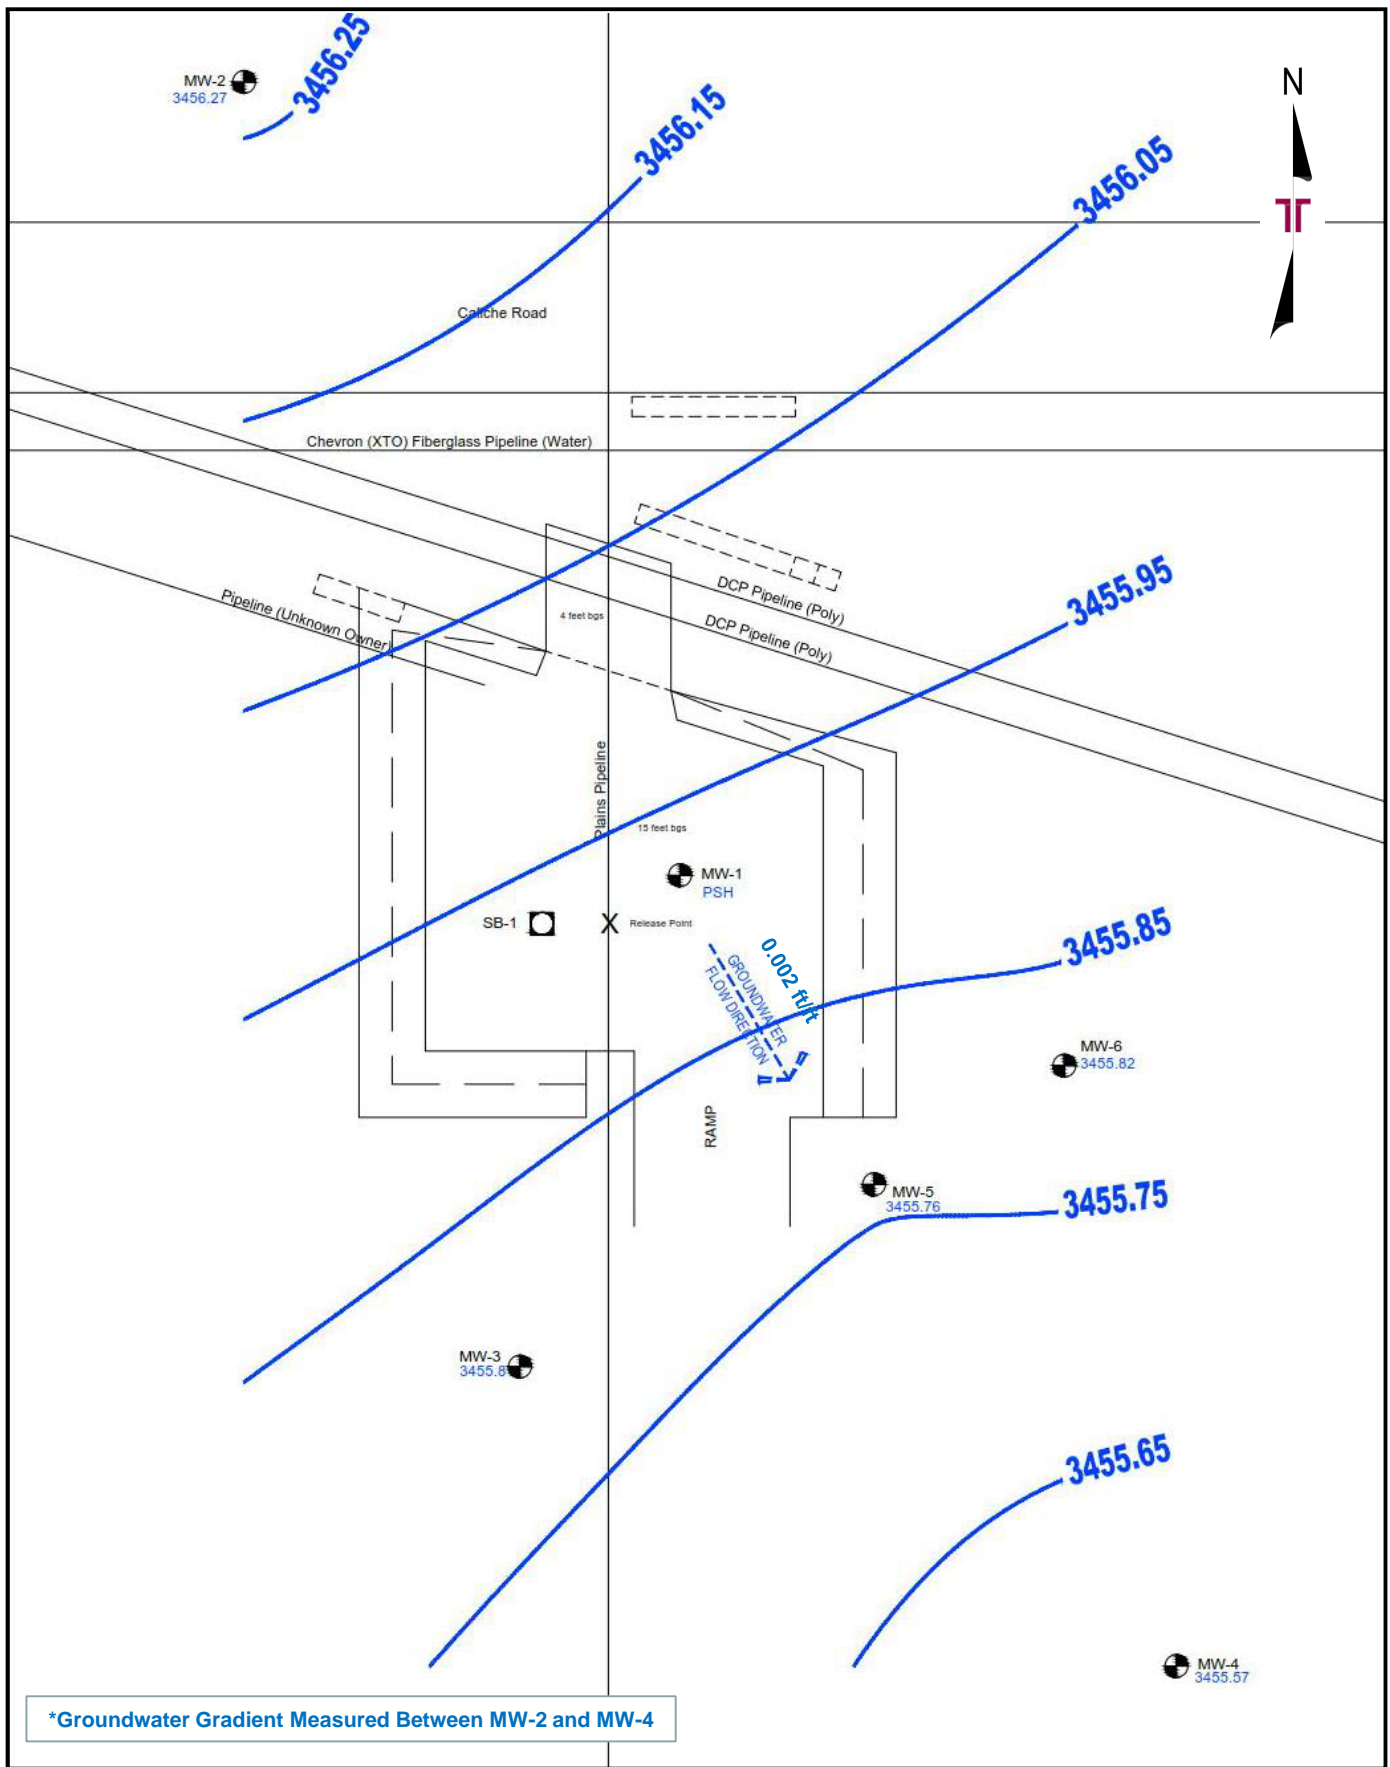 3456.25
MW-2
3456.27
3456.15
3456.05
N
Caliche Road
Chevron (XTO) Fiberglass Pipeline (Water)
Pipeline (Unknown Owner)
4 feet bgs
DCP Pipeline (Poly)
DCP Pipeline (Poly)
3455.95
Plains Pipeline
15 feet bgs
MW-1
PSH
SB-1
X
Release Point
0.002 ft/ft
GROUNDWATER
FLOW DIRECTION
3455.85
MW-6
3455.82
RAMP
MW-5
3455.76
3455.75
MW-3
3455.8
3455.65
MW-4
3455.57
*Groundwater Gradient Measured Between MW-2 and MW-4